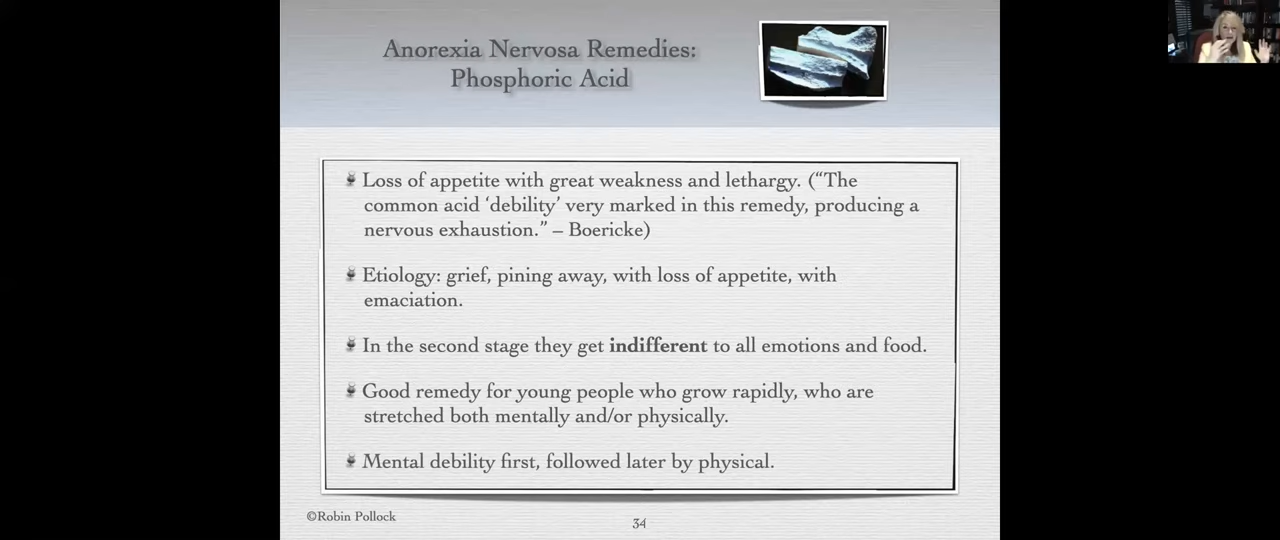 Anorexia Nervosa Remedies:
Phosphoric Acid
Loss of appetite with great weakness and lethargy. (“The
common acid ‘debility’ very marked in this remedy, producing a
nervous exhaustion.” – Boericke)
Etiology: grief, pining away, with loss of appetite, with
emaciation.
In the second stage they get indifferent to all emotions and food.
Good remedy for young people who grow rapidly, who are
stretched both mentally and/or physically.
Mental debility first, followed later by physical.
©Robin Pollock
34